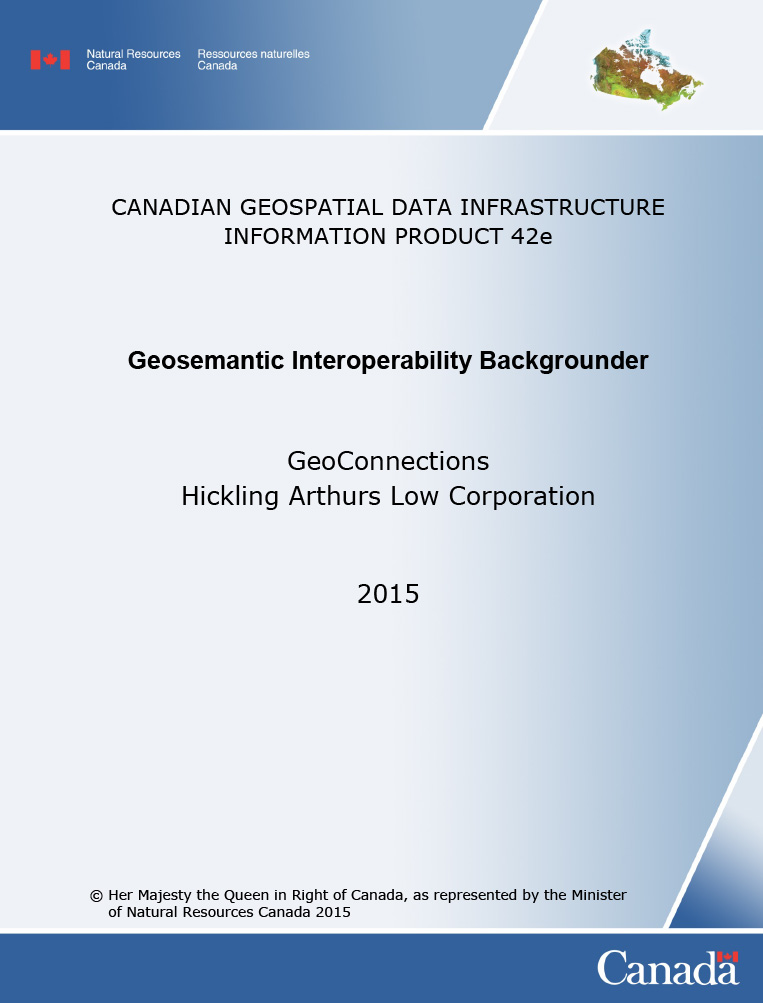 Natural Resources Ressources naturelles
Canada Canada
CANADIAN GEOSPATIAL DATA INFRASTRUCTURE
INFORMATION PRODUCT 42e
Geosemantic Interoperability Backgrounder
GeoConnections
Hickling Arthurs Low Corporation
2015
© Her Majesty the Queen in Right of Canada, as represented by the Minister
of Natural Resources Canada 2015
Canada